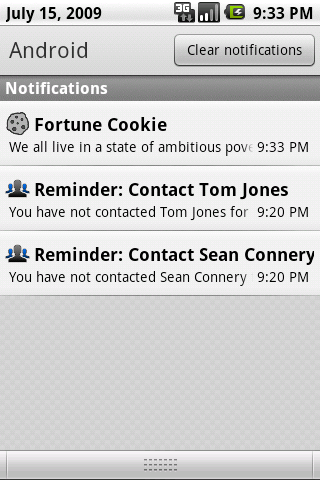 July 15, 2009 3G 9:33 PM
Android Clear notifications
Notifications
Fortune Cookie
We all live in a state of ambitious pove 9:33 PM
Reminder: Contact Tom Jones
You have not contacted Tom Jones for 9:20 PM
Reminder: Contact Sean Connery
You have not contacted Sean Connery 9:20 PM